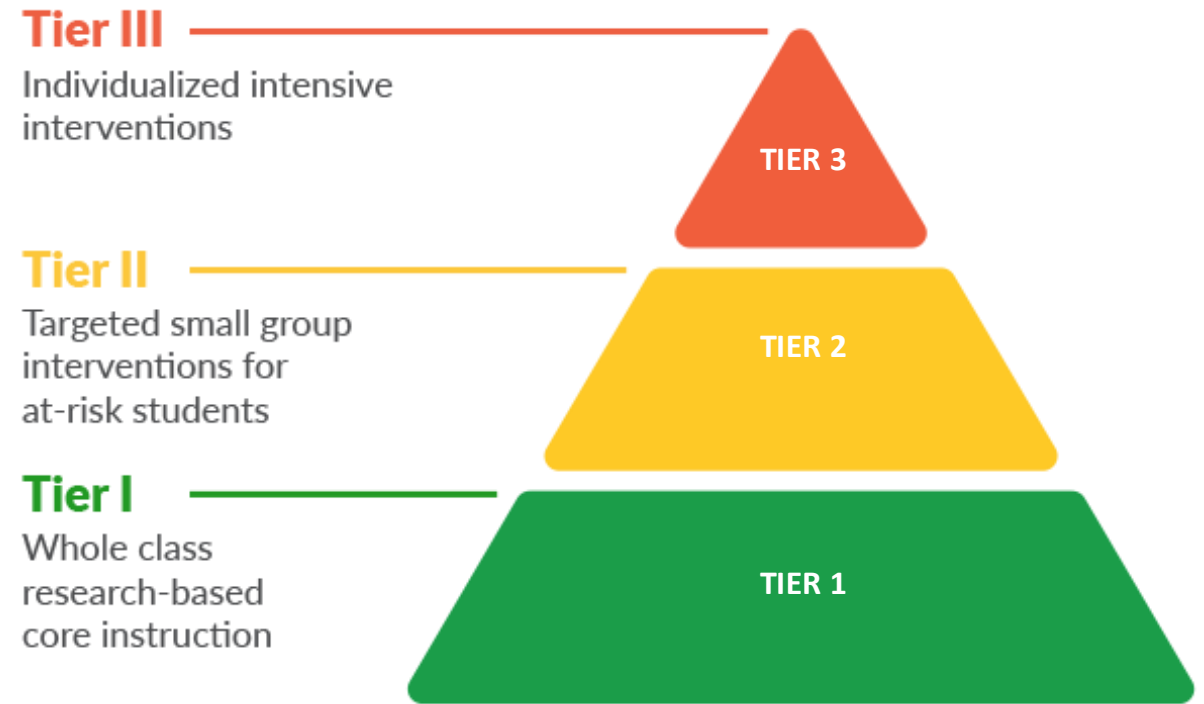 Tier III
Individualized intensive
interventions
TIER 3
Tier II
Targeted small group
interventions for
at-risk students
TIER 2
Tier I
Whole class
research-based
core instruction
TIER 1